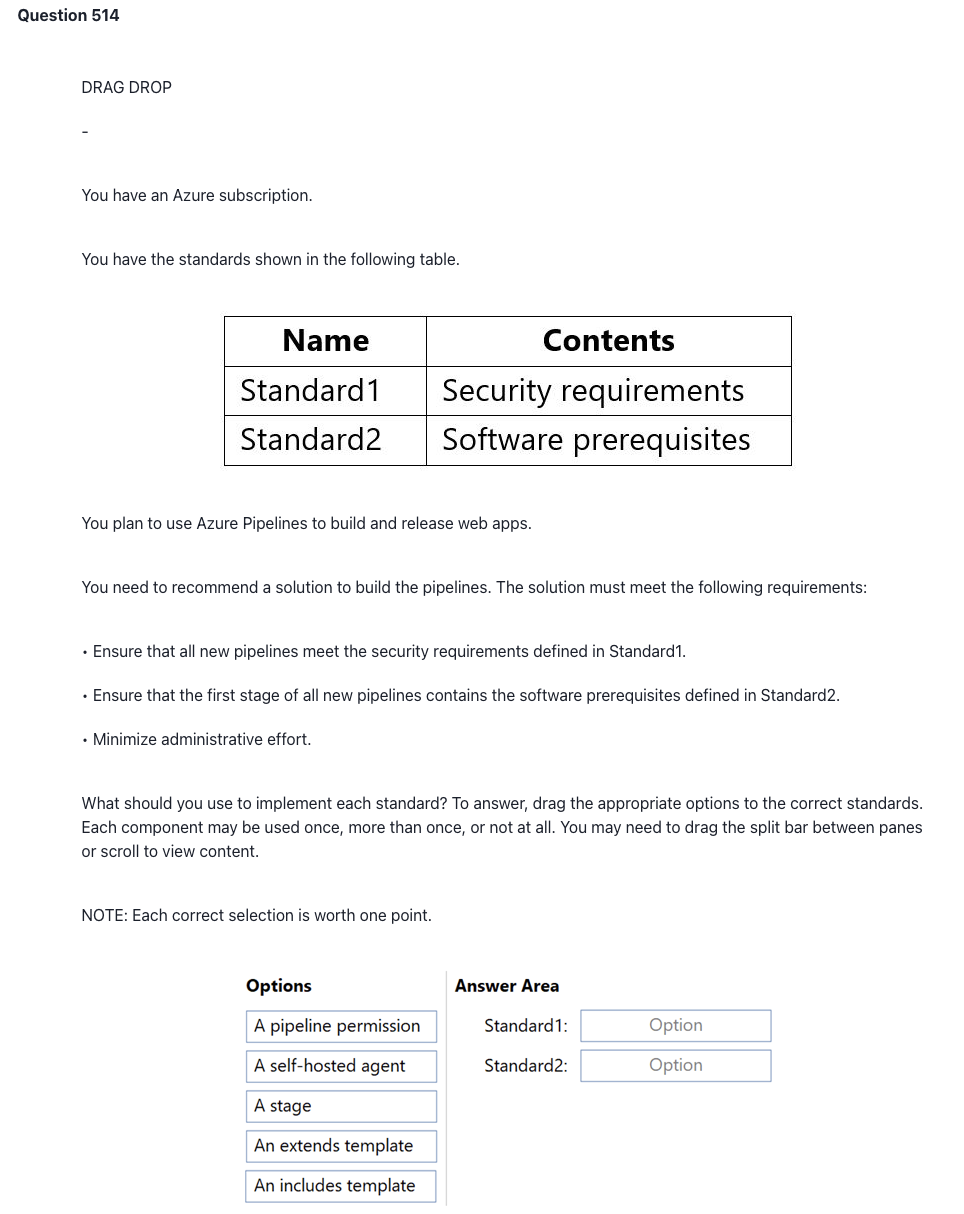 Question 514
DRAG DROP
-
You have an Azure subscription.
You have the standards shown in the following table.
Name Contents
Standard1 Security requirements
Standard2 Software prerequisites
You plan to use Azure Pipelines to build and release web apps.
You need to recommend a solution to build the pipelines. The solution must meet the following requirements:
• Ensure that all new pipelines meet the security requirements defined in Standard1.
• Ensure that the first stage of all new pipelines contains the software prerequisites defined in Standard2.
• Minimize administrative effort.
What should you use to implement each standard? To answer, drag the appropriate options to the correct standards.
Each component may be used once, more than once, or not at all. You may need to drag the split bar between panes
or scroll to view content.
NOTE: Each correct selection is worth one point.
Options
A pipeline permission
A self-hosted agent
A stage
An extends template
An includes template
Answer Area
Standard1: Option
Standard2: Option